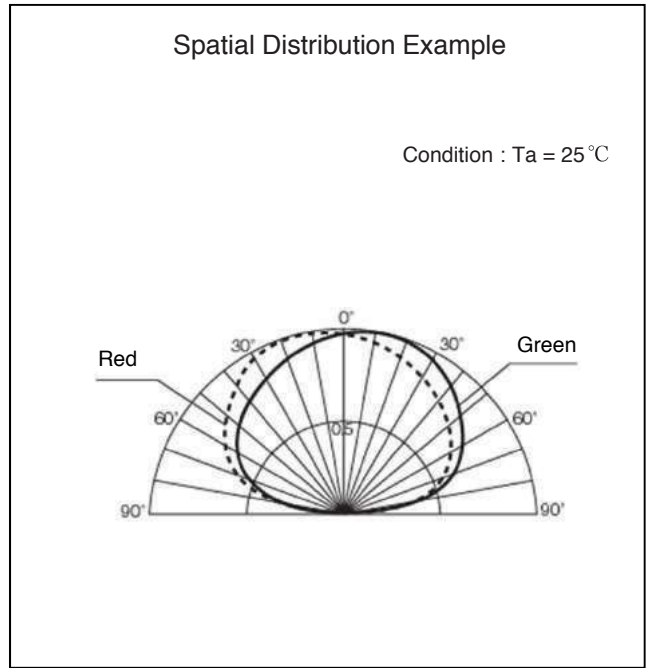 Spatial Distribution Example
Condition : Ta = 25 ℃
0°
30°
30°
Red
Green
60°
0.5
60°
90°
90°